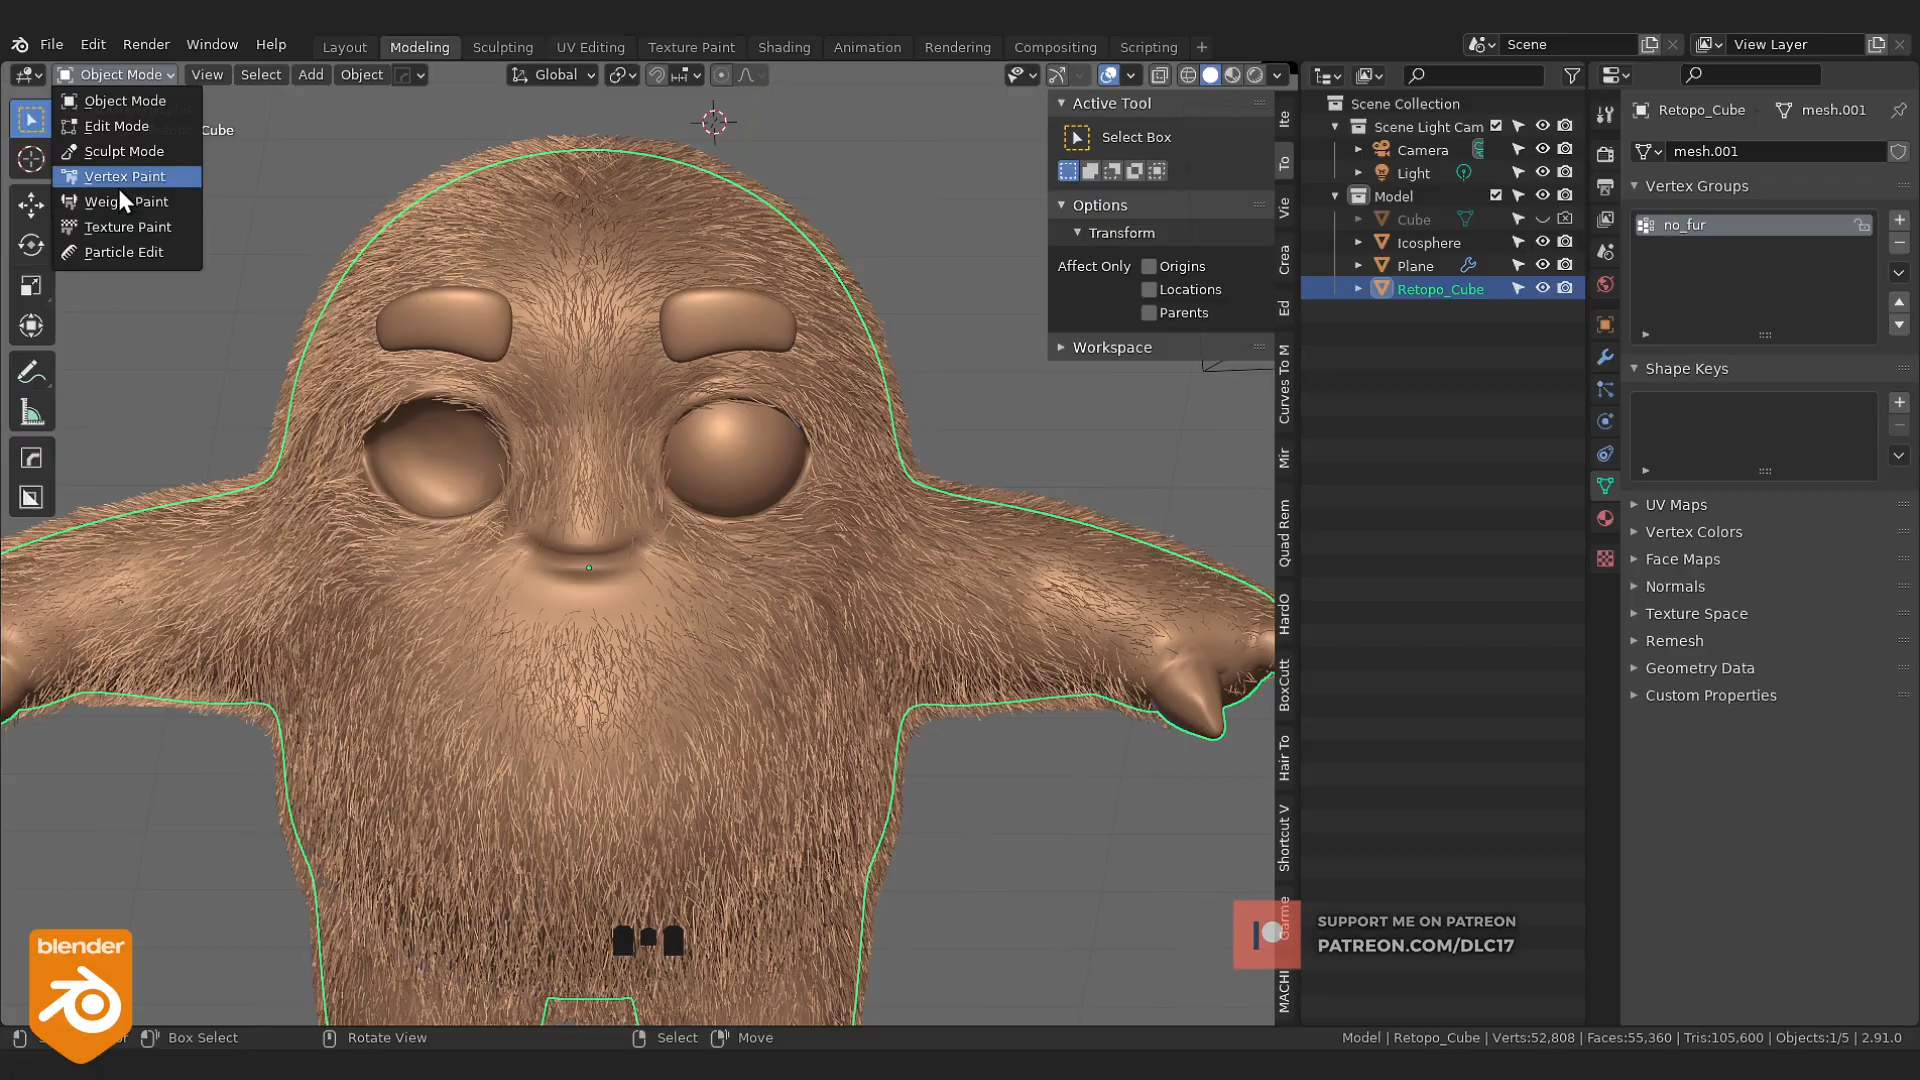 File Edit Render Window Help
Layout Modeling Sculpting UV Editing Texture Paint Shading Animation Rendering Compositing Scripting +
Scene
View Layer
Object Mode View Select Add Object
Global
Object Mode
Edit Mode
Sculpt Mode
Vertex Paint
Weight Paint
Texture Paint
Particle Edit
Cube
Active Tool
Select Box
Options
Transform
Affect Only Origins
Locations
Parents
Workspace
Ite
To
Vie
Crea
Ed
Curves To M
Mir
Quad Rem
HardO
BoxCutt
Hair To
Shortcut V
Garme
MACHI
Scene Collection
Scene Light Cam
Camera
Light
Model
Cube
Icosphere
Plane
Retopo_Cube
Retopo_Cube mesh.001
mesh.001
Vertex Groups
no_fur
Shape Keys
UV Maps
Vertex Colors
Face Maps
Normals
Texture Space
Remesh
Geometry Data
Custom Properties
SUPPORT ME ON PATREON
PATREON.COM/DLC17
blender
Box Select Rotate View Select Move
Model | Retopo_Cube | Verts:52,808 | Faces:55,360 | Tris:105,600 | Objects:1/5 | 2.91.0